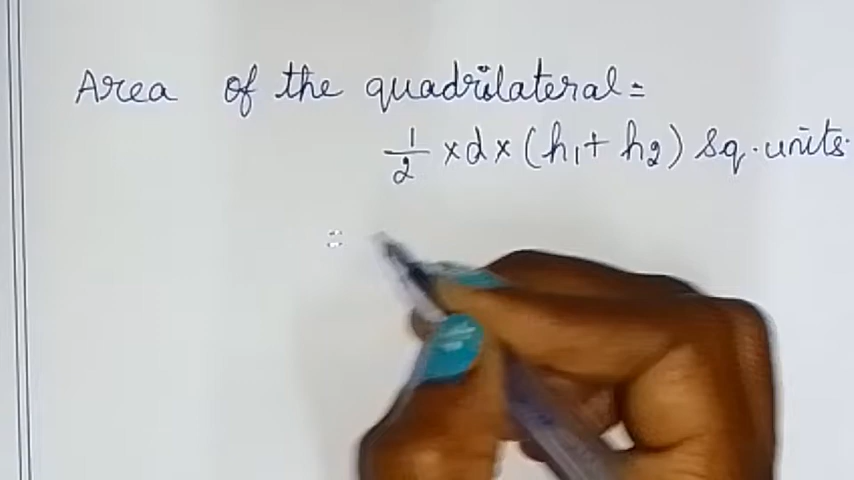 Area of the quadrilateral =
1/2 × d × (h₁ + h₂) sq. units.
=